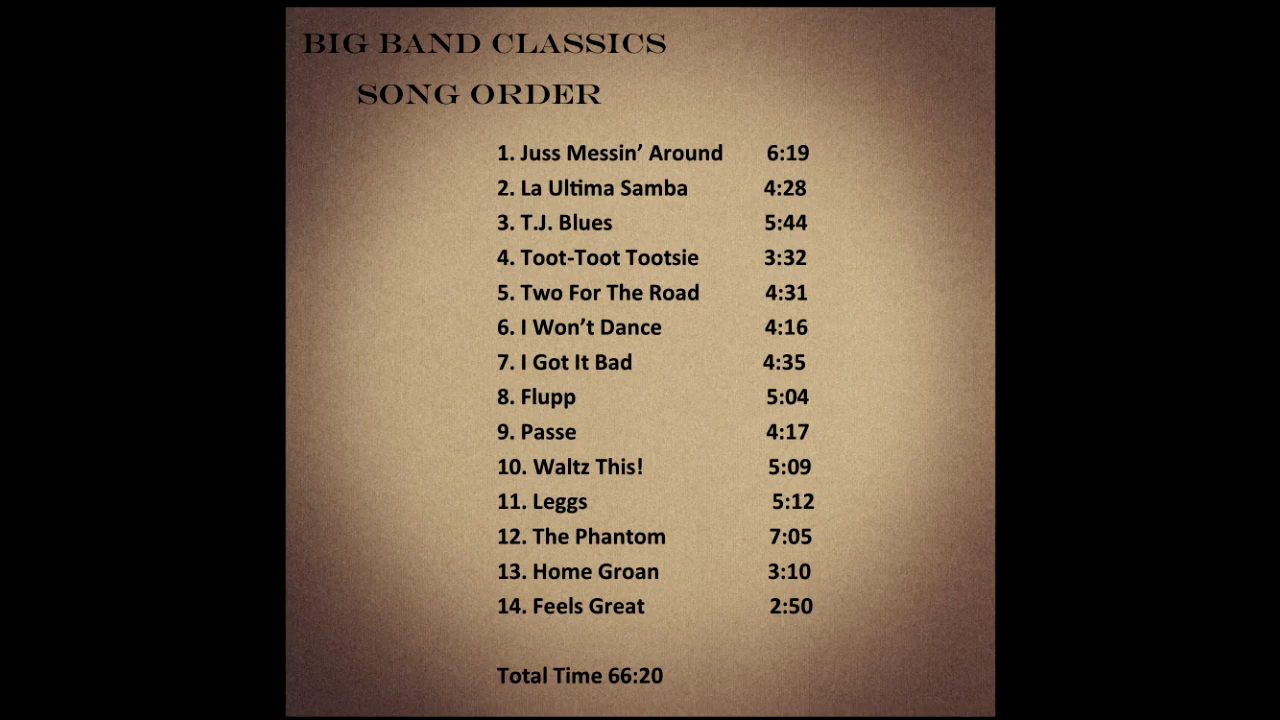 BIG BAND CLASSICS
SONG ORDER
1. Juss Messin’ Around 6:19
2. La Ultima Samba 4:28
3. T.J. Blues 5:44
4. Toot-Toot Tootsie 3:32
5. Two For The Road 4:31
6. I Won’t Dance 4:16
7. I Got It Bad 4:35
8. Flupp 5:04
9. Passe 4:17
10. Waltz This! 5:09
11. Leggs 5:12
12. The Phantom 7:05
13. Home Groan 3:10
14. Feels Great 2:50
Total Time 66:20